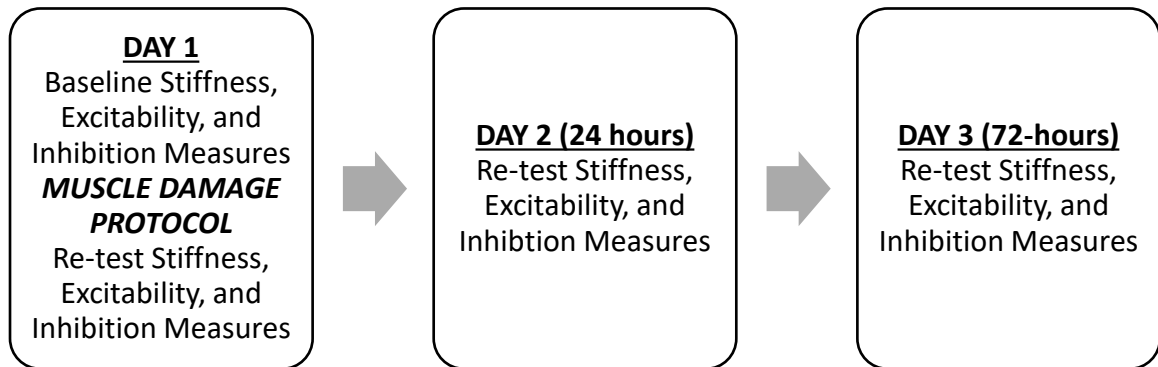 DAY 1
Baseline Stiffness,
Excitability, and
Inhibition Measures
MUSCLE DAMAGE
PROTOCOL
Re-test Stiffness,
Excitability, and
Inhibition Measures
DAY 2 (24 hours)
Re-test Stiffness,
Excitability, and
Inhibtion Measures
DAY 3 (72-hours)
Re-test Stiffness,
Excitability, and
Inhibition Measures